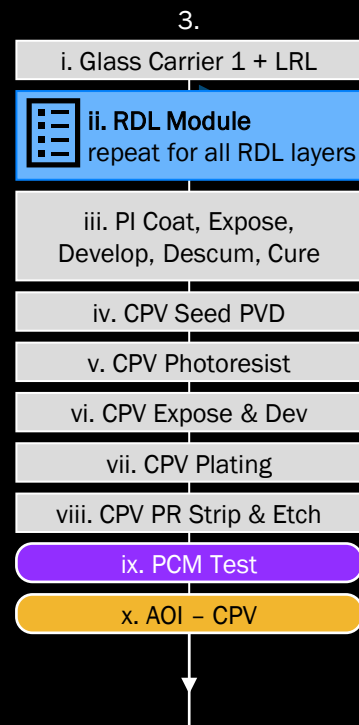 3.
i. Glass Carrier 1 + LRL
ii. RDL Module
repeat for all RDL layers
iii. PI Coat, Expose,
Develop, Descum, Cure
iv. CPV Seed PVD
v. CPV Photoresist
vi. CPV Expose & Dev
vii. CPV Plating
viii. CPV PR Strip & Etch
ix. PCM Test
x. AOI – CPV